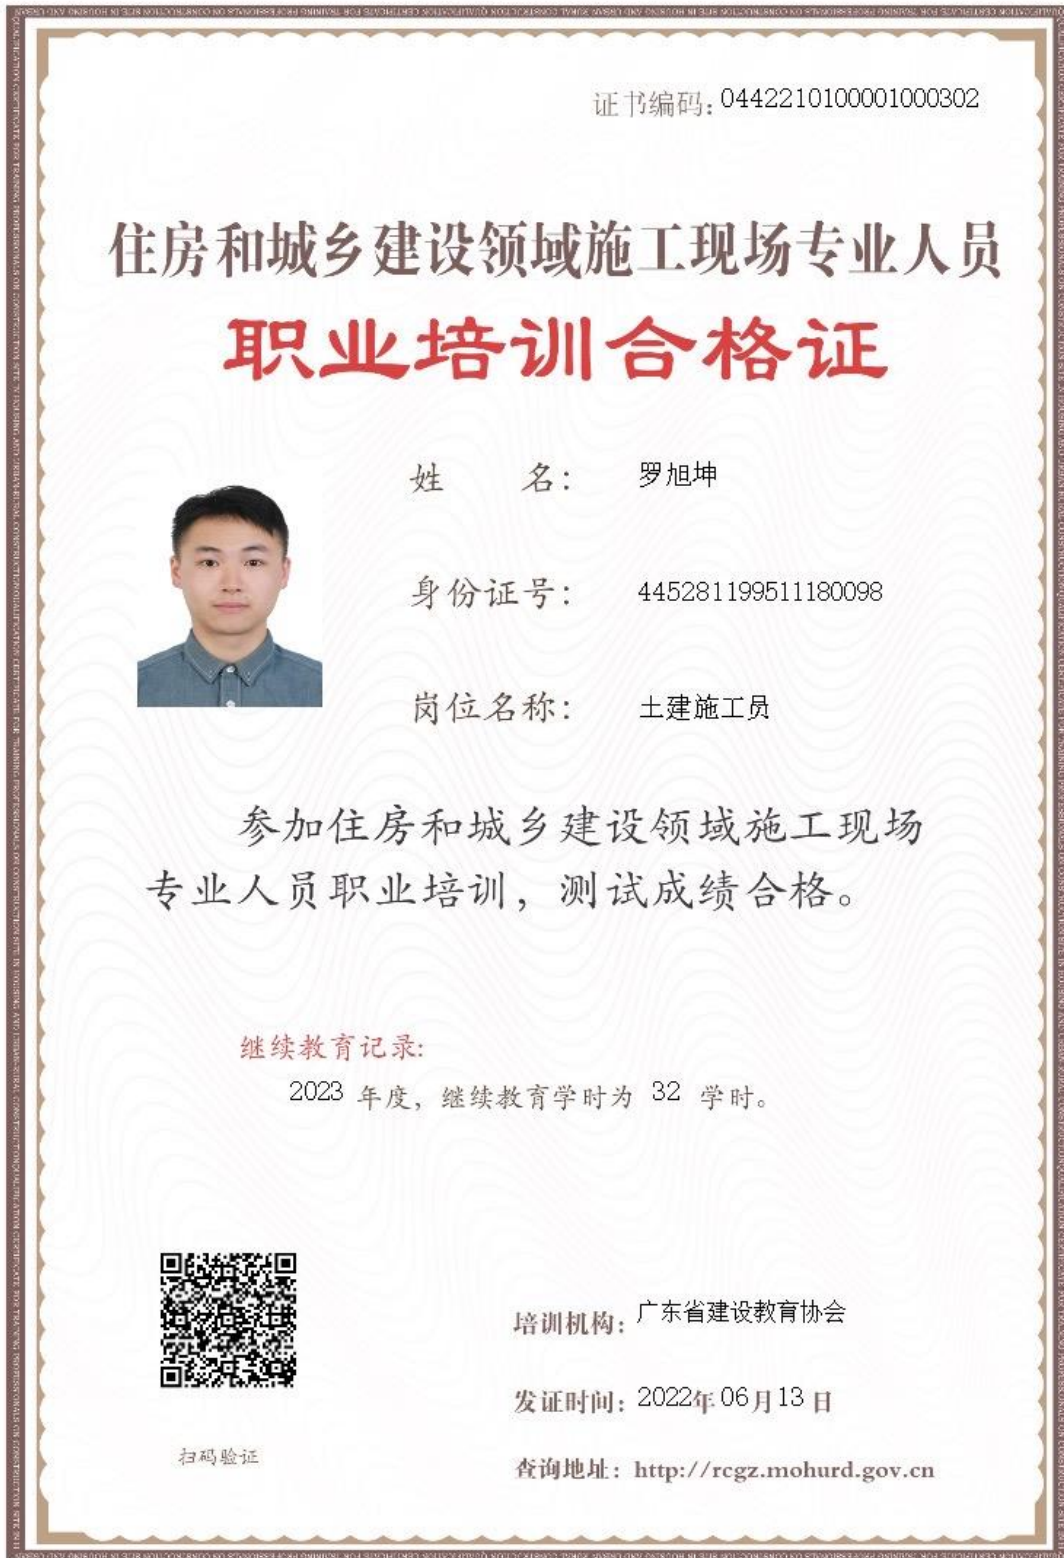 证书编码:0442210100001000302
住房和城乡建设领域施工现场专业人员
职业培训合格证
姓 名: 罗旭坤
身份证号: 445281199511180098
岗位名称: 土建施工员
参加住房和城乡建设领域施工现场
专业人员职业培训,测试成绩合格。
继续教育记录:
2023 年度,继续教育学时为 32 学时。
培训机构:广东省建设教育协会
发证时间:2022年06月13日
扫码验证
查询地址:http://rcgz.mohurd.gov.cn